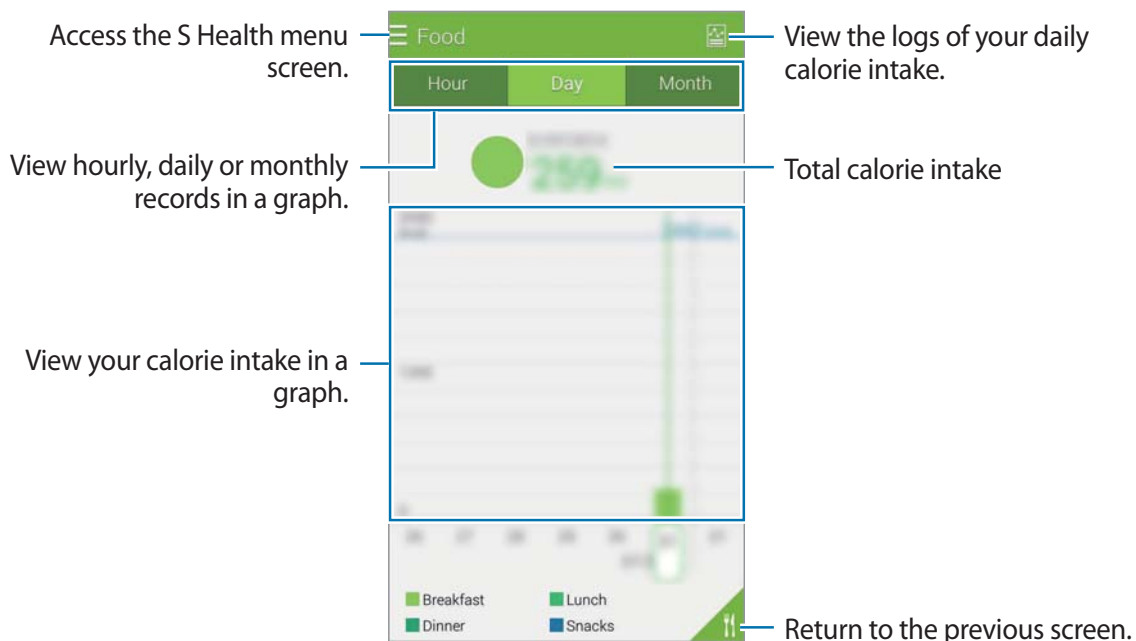 Access the S Health menu
screen.
Food
View the logs of your daily
calorie intake.
Hour Day Month
View hourly, daily or monthly
records in a graph.
259
Total calorie intake
View your calorie intake in a
graph.
Breakfast Lunch
Dinner Snacks
Return to the previous screen.